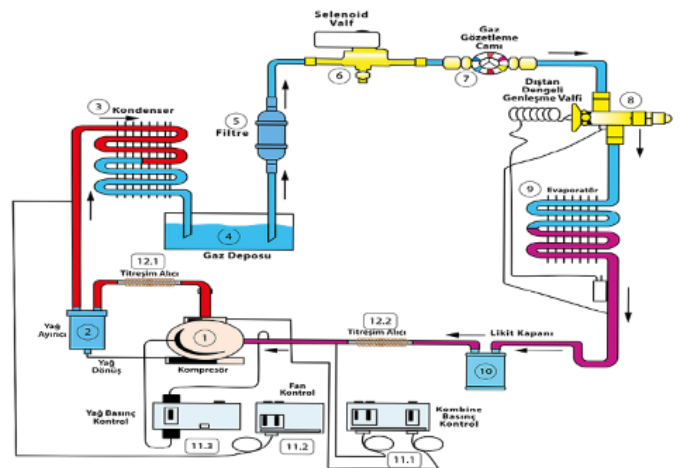 Selenoid
Valf
6
Gaz
Gözetleme
Camı
7
Dıştan
Dengeli
Genleşme Valfi
8
3
Kondenser
5
Filtre
9
Evaporatör
4
Gaz Deposu
12.1
Titreşim Alıcı
Yağ
Ayırıcı
2
Yağ
Dönüş
1
Kompresör
12.2
Titreşim Alıcı
Likit Kapanı
10
Yağ Basınç
Kontrol
11.3
Fan
Kontrol
11.2
Kombine
Basınç
Kontrol
11.1